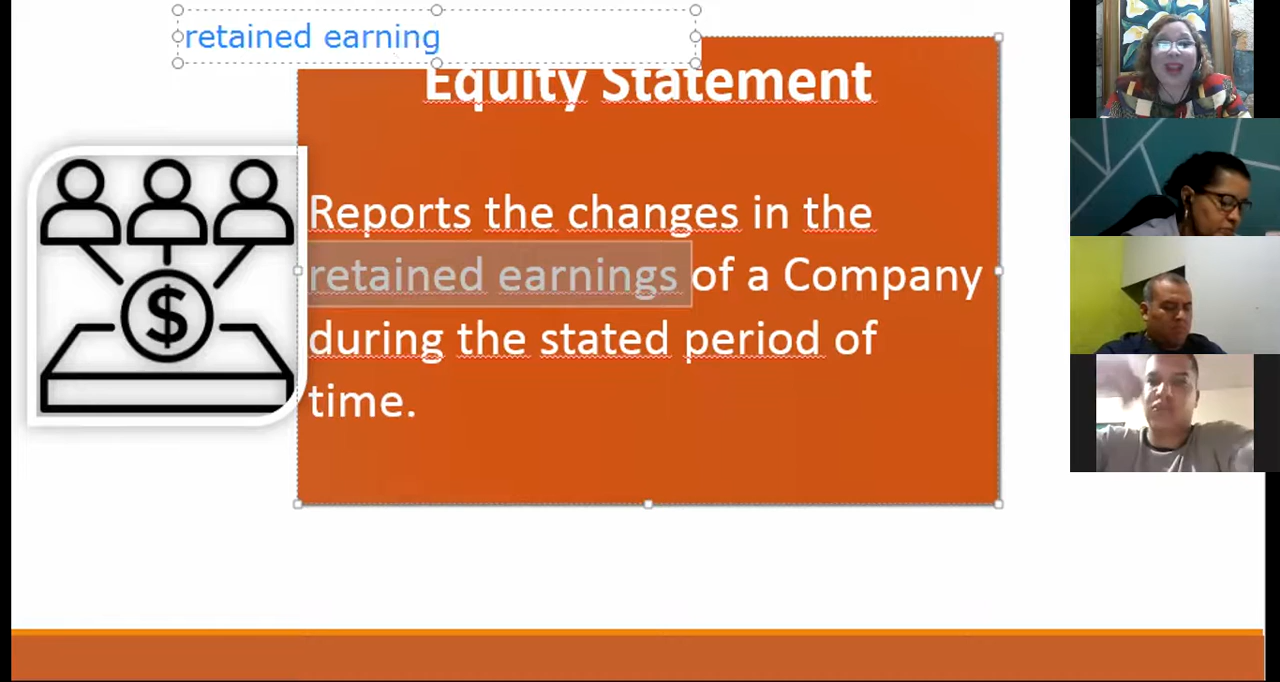 retained earning
Equity Statement
Reports the changes in the
retained earnings of a Company
during the stated period of
time.
$